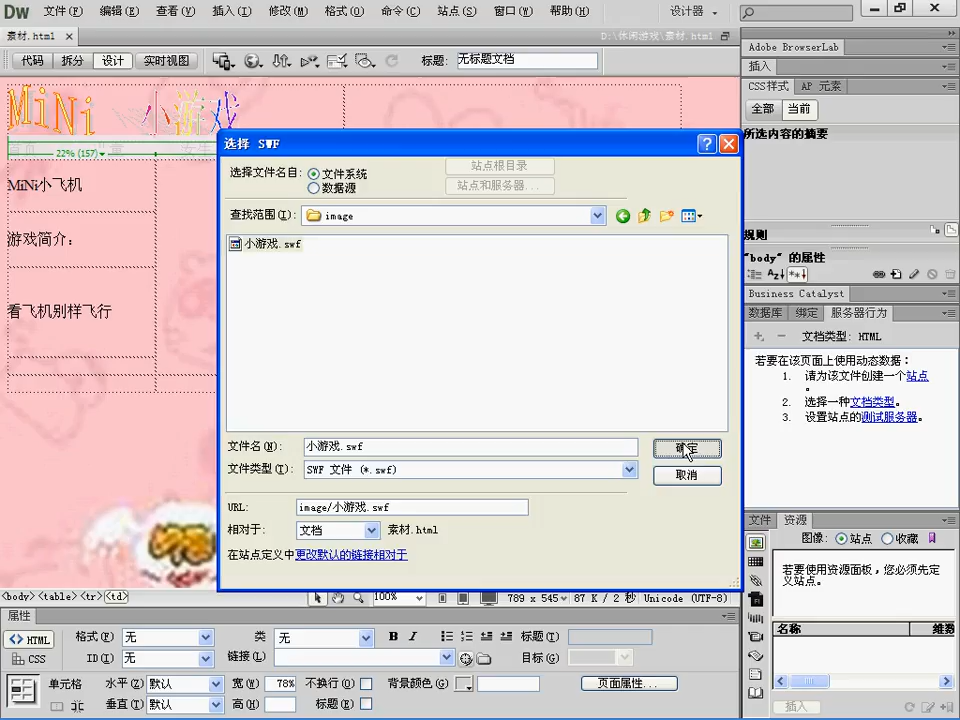 Dw 文件(F) 编辑(E) 查看(V) 插入(I) 修改(M) 格式(O) 命令(C) 站点(S) 窗口(W) 帮助(H) 设计器
素材.html × D:\休闲游戏\素材.html
代码 拆分 设计 实时视图 标题: 无标题文档
MiNi 小游戏
22% (157)
MiNi小飞机
游戏简介:
看飞机别样飞行
选择 SWF
选择文件名自: 文件系统 站点根目录
数据源 站点和服务器...
查找范围(I): image
小游戏.swf
文件名(N): 小游戏.swf 确定
文件类型(T): SWF 文件 (*.swf) 取消
URL: image/小游戏.swf
相对于: 文档 素材.html
在站点定义中更改默认的链接相对于
Adobe BrowserLab
插入
CSS样式 AP 元素
全部 当前
所选内容的摘要
规则
"body" 的属性
Business Catalyst
数据库 绑定 服务器行为
文档类型: HTML
若要在该页面上使用动态数据:
1. 请为该文件创建一个站点
。
2. 选择一种文档类型。
3. 设置站点的测试服务器。
文件 资源
图像: 站点 收藏
若要使用资源面板,您必须先定
义站点。
名称 维数
插入
<body> <table> <tr> <td> 100% 789 x 545 87 K / 2 秒 Unicode (UTF-8)
属性
HTML 格式(F) 无 类 无 B I 标题(T)
CSS ID(I) 无 链接(L) 目标(G)
单元格 水平(Z) 默认 宽(W) 78% 不换行(O) 背景颜色(G) 页面属性...
垂直(T) 默认 高(H) 标题(E)